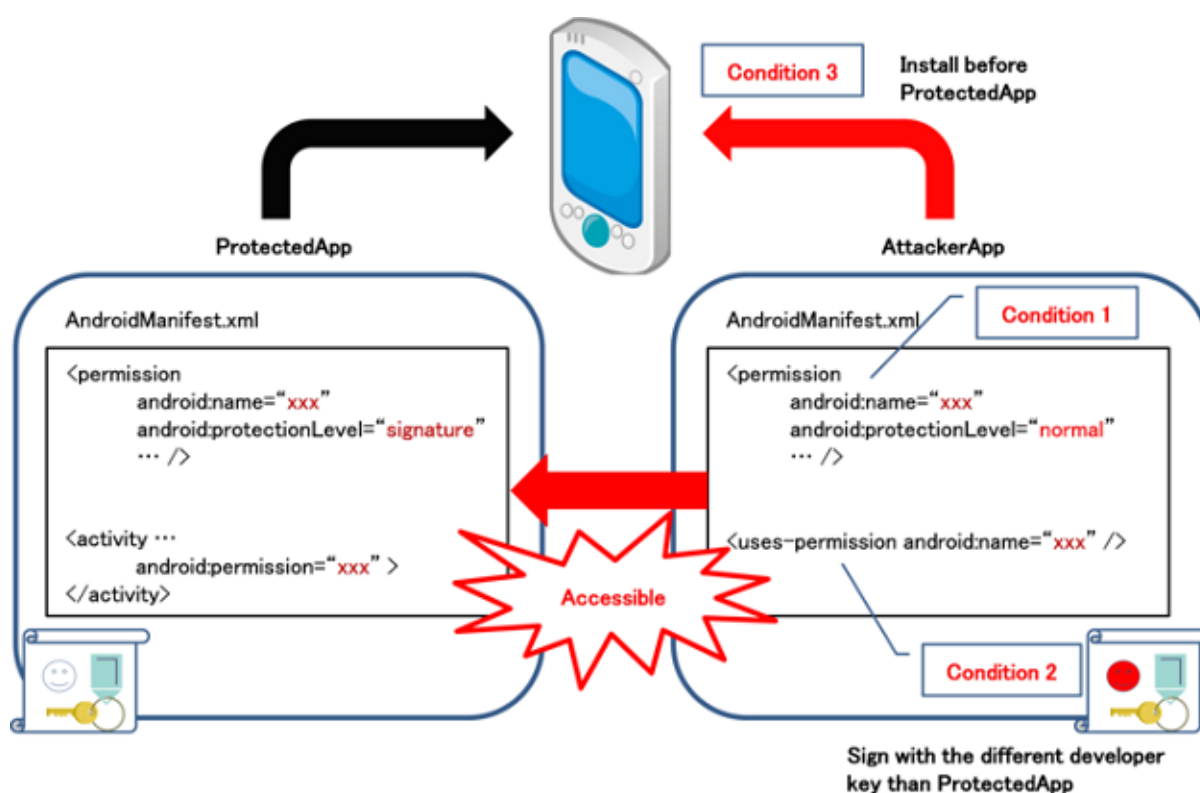 Condition 3
Install before
ProtectedApp
ProtectedApp
AndroidManifest.xml
<permission
android:name=“xxx”
android:protectionLevel=“signature”
… />
<activity …
android:permission=“xxx” >
</activity>
AttackerApp
AndroidManifest.xml
Condition 1
<permission
android:name=“xxx”
android:protectionLevel=“normal”
… />
<uses-permission android:name=“xxx” />
Accessible
Condition 2
Sign with the different developer
key than ProtectedApp